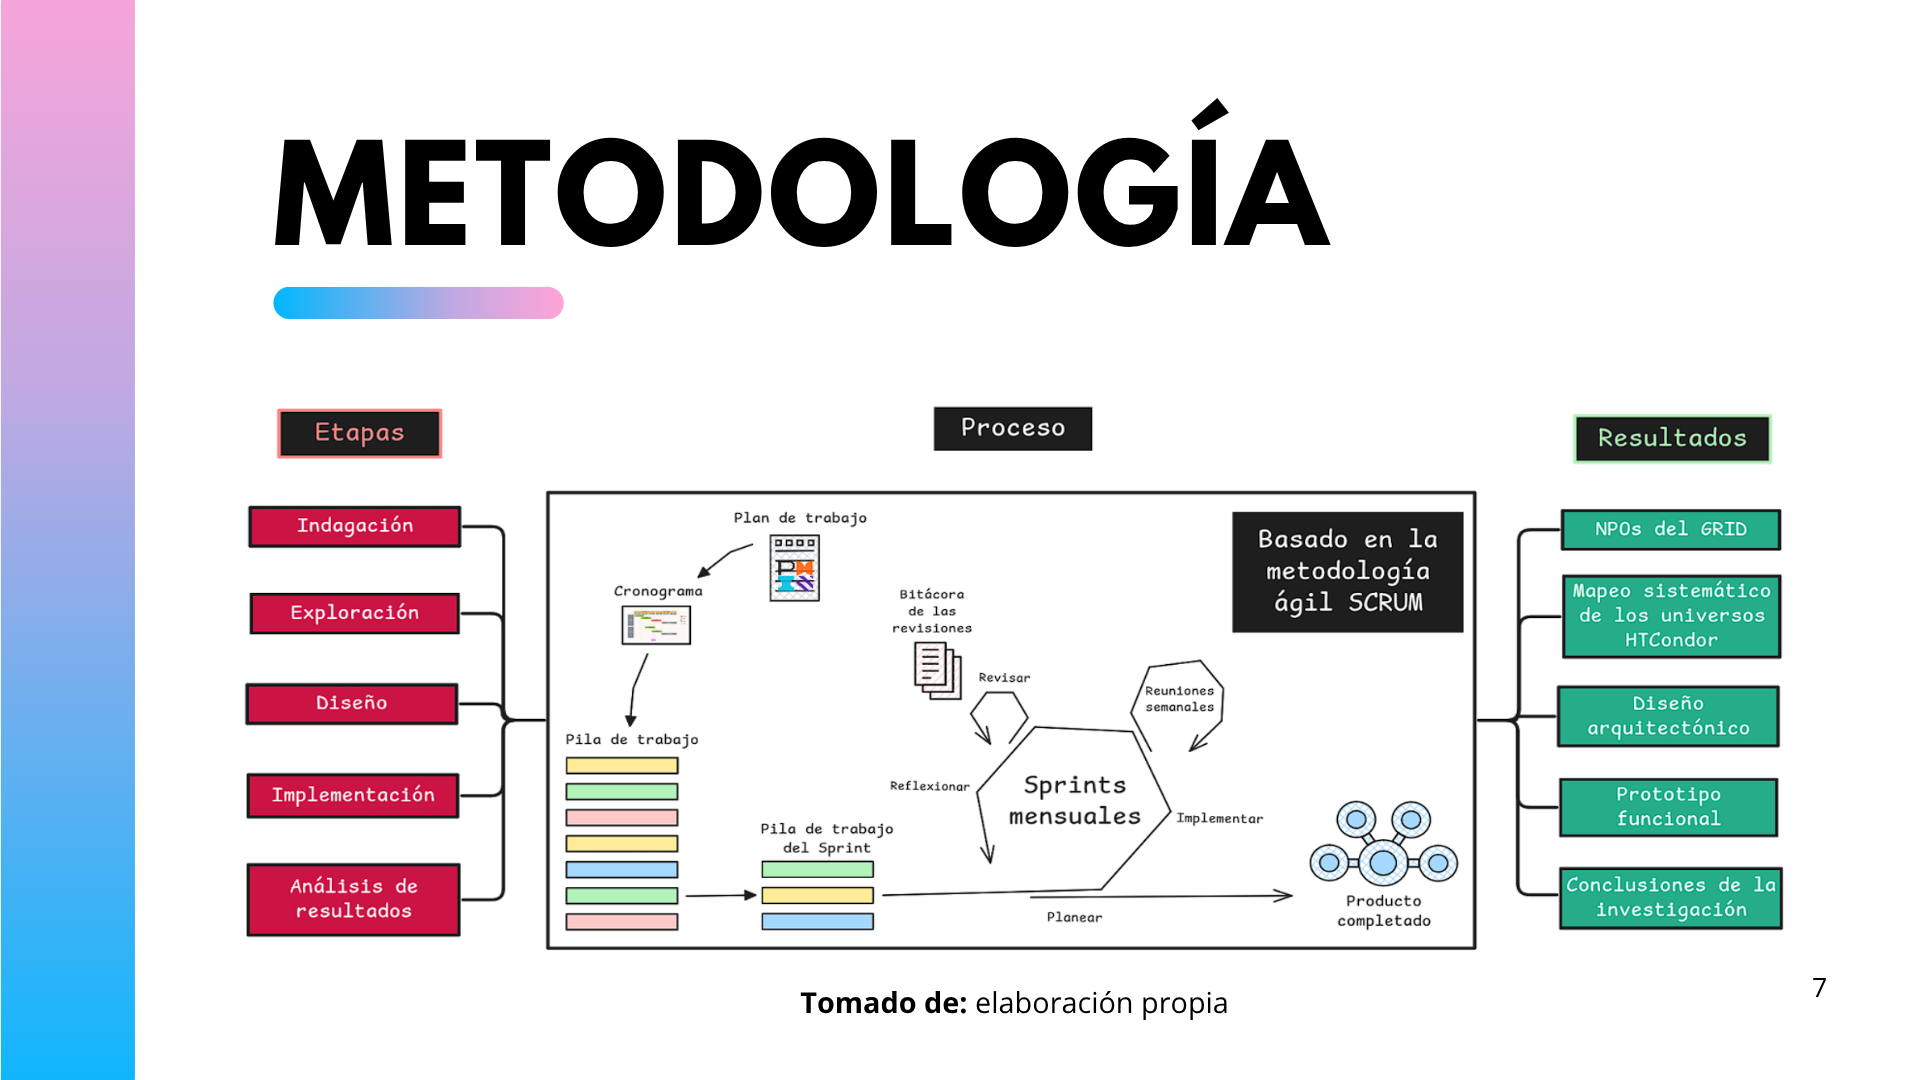 METODOLOGÍA
Etapas
Indagación
Exploración
Diseño
Implementación
Análisis de
resultados
Proceso
Plan de trabajo
Cronograma
Pila de trabajo
Pila de trabajo
del Sprint
Bitácora
de las
revisiones
Revisar
Reuniones
semanales
Reflexionar
Sprints
mensuales
Implementar
Planear
Basado en la
metodología
ágil SCRUM
Producto
completado
Resultados
NPOs del GRID
Mapeo sistemático
de los universos
HTCondor
Diseño
arquitectónico
Prototipo
funcional
Conclusiones de la
investigación
Tomado de: elaboración propia
7